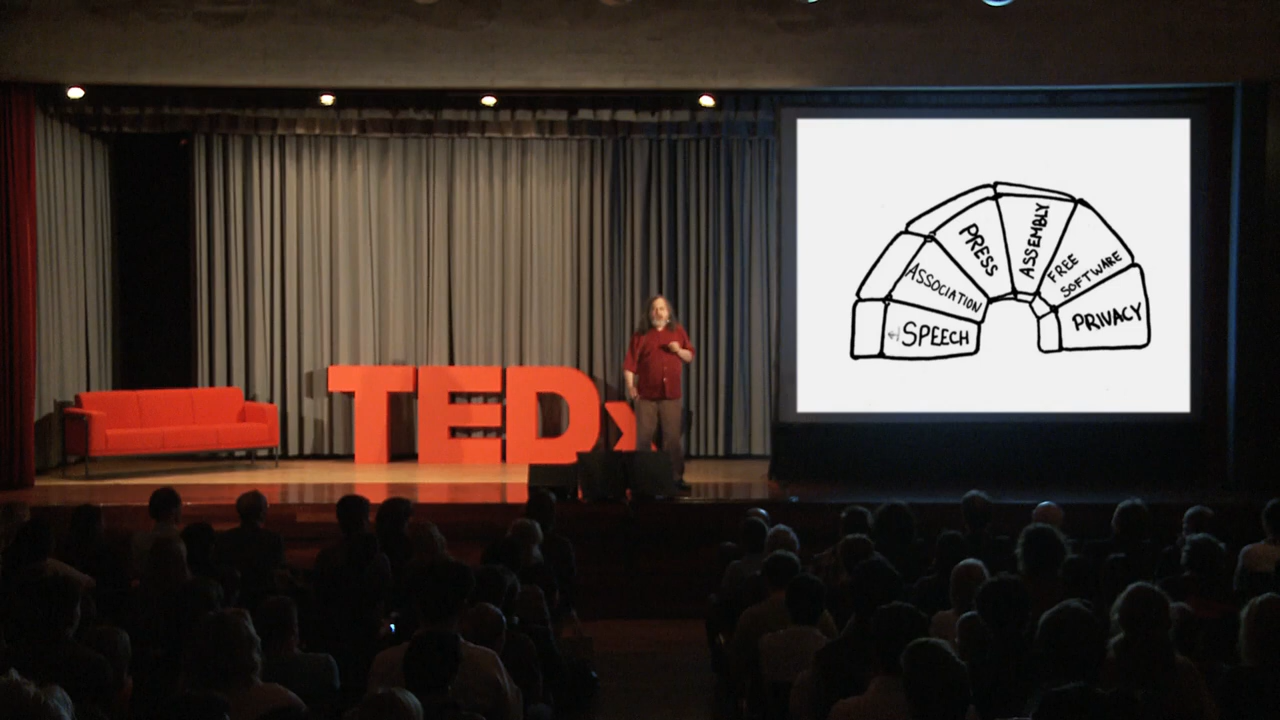 TEDx
SPEECH
ASSOCIATION
PRESS
ASSEMBLY
FREE
SOFTWARE
PRIVACY